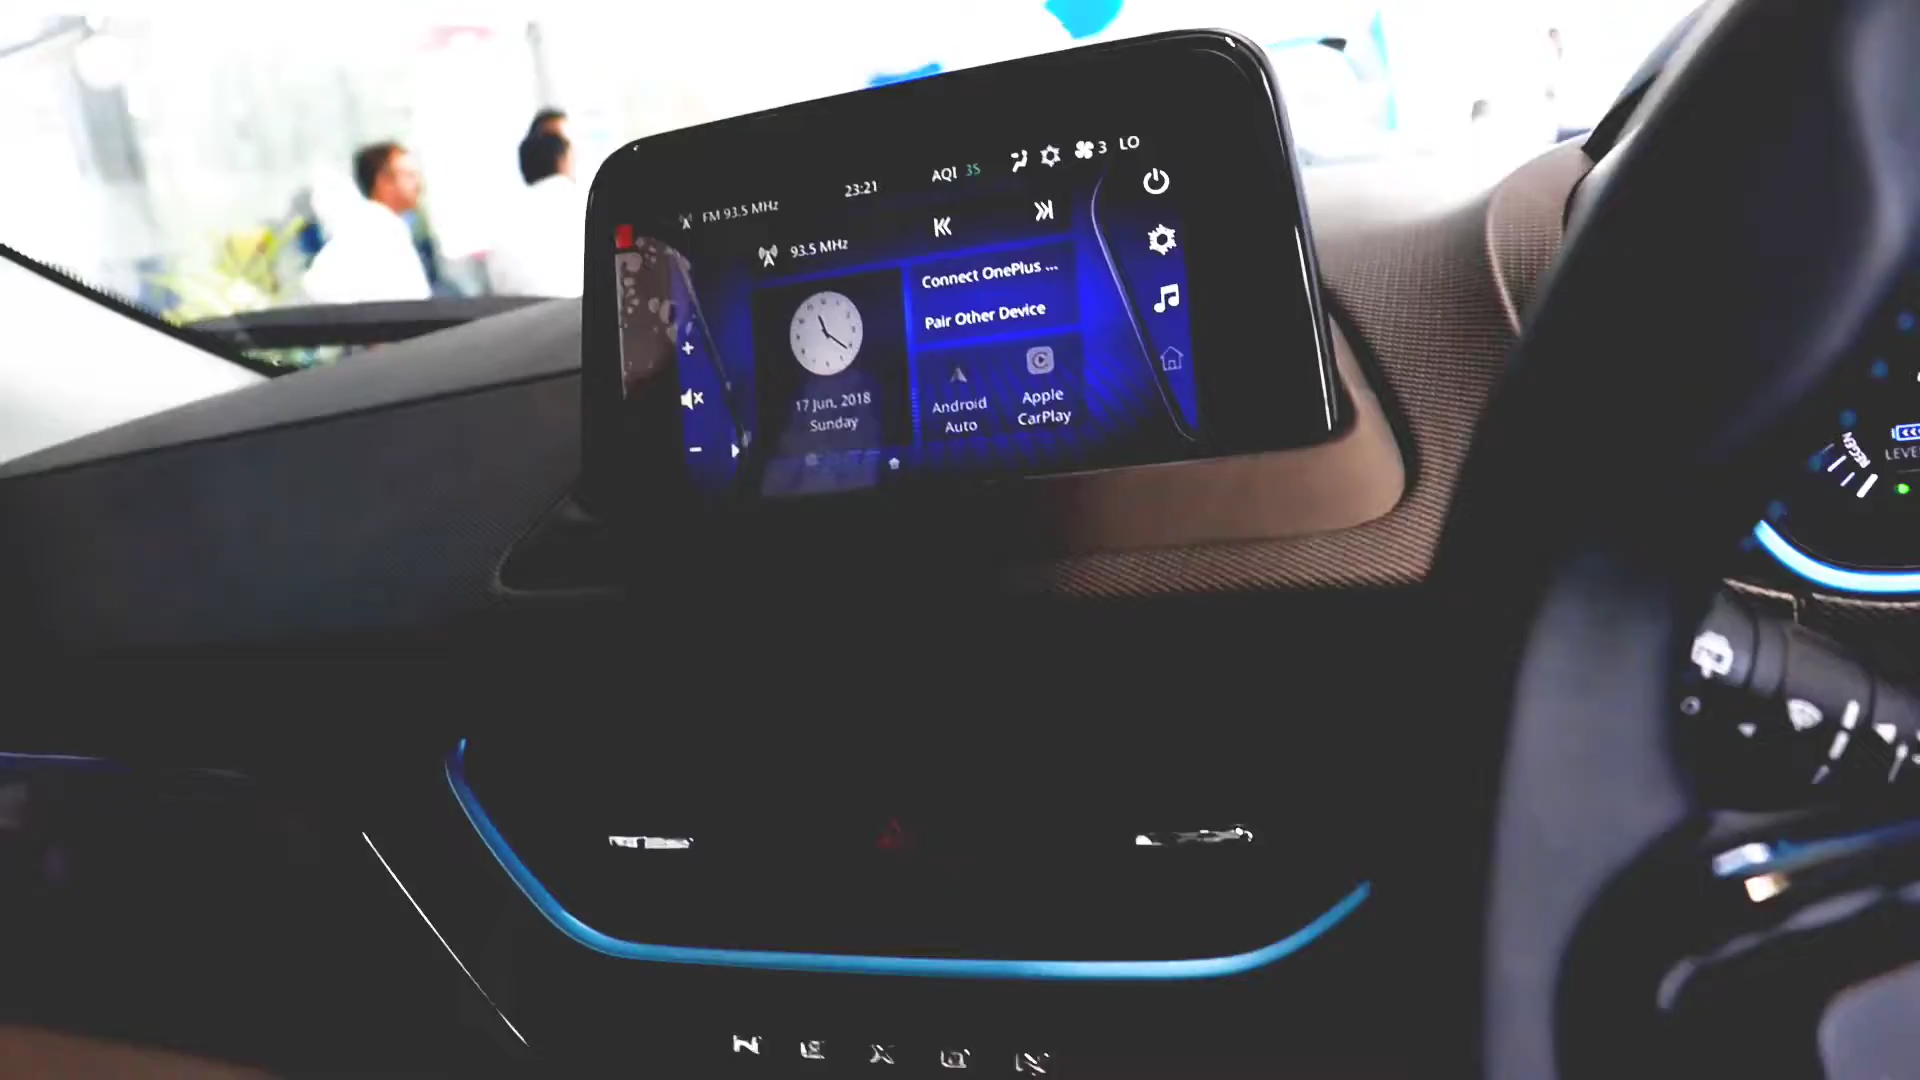 FM 93.5 MHz 23:21 AQI 35 3 LO
93.5 MHz
Connect OnePlus ...
Pair Other Device
17 Jun, 2018
Sunday
Android
Auto
Apple
CarPlay
REGEN